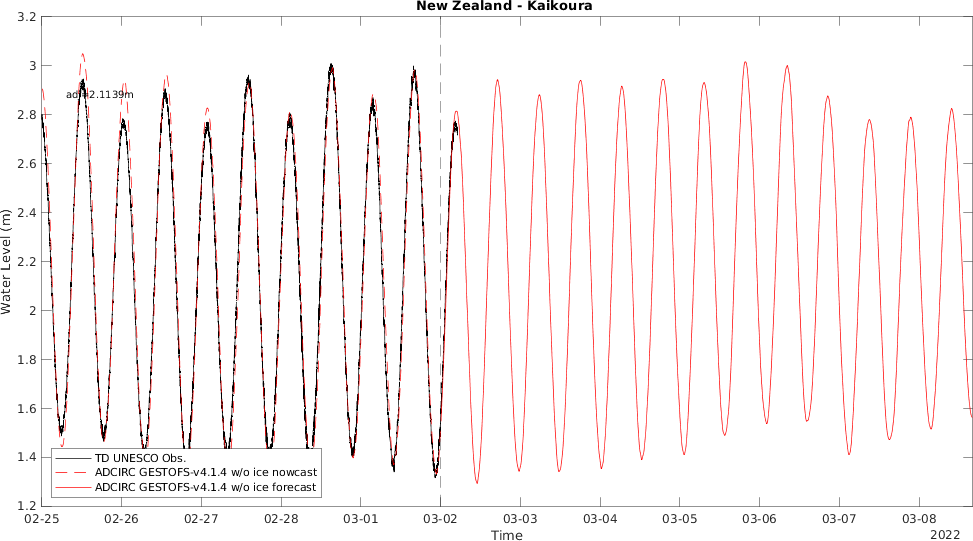 New Zealand - Kaikoura
3.2
3
2.8
2.6
2.4
2.2
2
1.8
1.6
1.4
1.2
Water Level (m)
2.1139m
TD UNESCO Obs.
ADCIRC GESTOFS-v4.1.4 w/o ice nowcast
ADCIRC GESTOFS-v4.1.4 w/o ice forecast
02-25 02-26 02-27 02-28 03-01 03-02 03-03 03-04 03-05 03-06 03-07 03-08
Time
2022